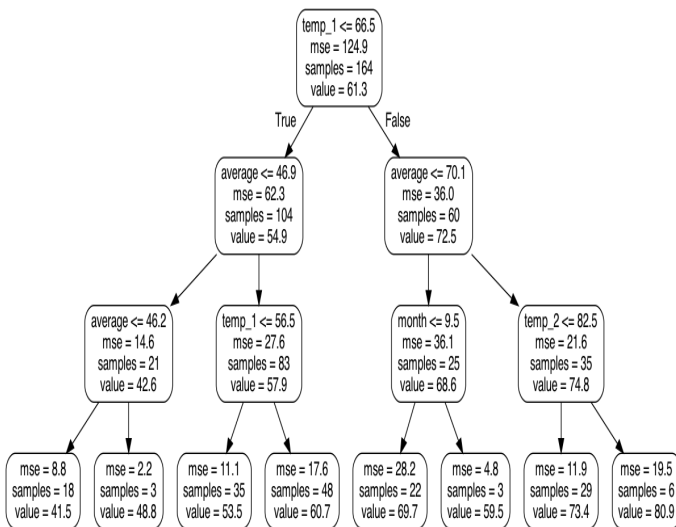 temp_1 <= 66.5
mse = 124.9
samples = 164
value = 61.3
True
False
average <= 46.9
mse = 62.3
samples = 104
value = 54.9
average <= 70.1
mse = 36.0
samples = 60
value = 72.5
average <= 46.2
mse = 14.6
samples = 21
value = 42.6
temp_1 <= 56.5
mse = 27.6
samples = 83
value = 57.9
month <= 9.5
mse = 36.1
samples = 25
value = 68.6
temp_2 <= 82.5
mse = 21.6
samples = 35
value = 74.8
mse = 8.8
samples = 18
value = 41.5
mse = 2.2
samples = 3
value = 48.8
mse = 11.1
samples = 35
value = 53.5
mse = 17.6
samples = 48
value = 60.7
mse = 28.2
samples = 22
value = 69.7
mse = 4.8
samples = 3
value = 59.5
mse = 11.9
samples = 29
value = 73.4
mse = 19.5
samples = 6
value = 80.9